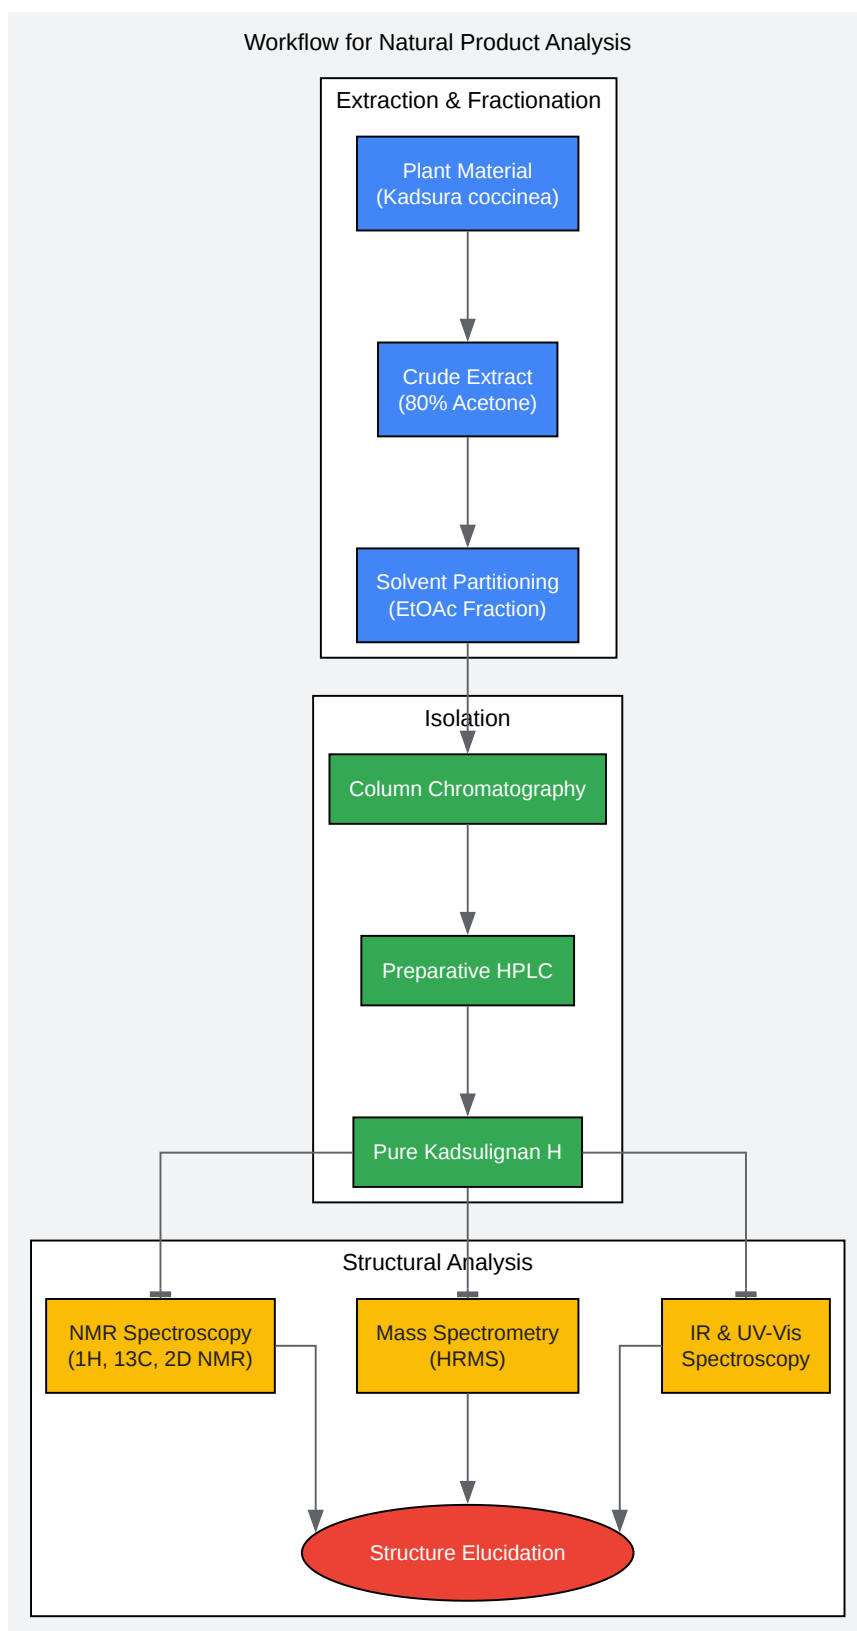 Workflow for Natural Product Analysis
Extraction & Fractionation
Plant Material
(Kadsura coccinea)
Crude Extract
(80% Acetone)
Solvent Partitioning
(EtOAc Fraction)
Isolation
Column Chromatography
Preparative HPLC
Pure Kadsulignan H
Structural Analysis
NMR Spectroscopy
(1H, 13C, 2D NMR)
Mass Spectrometry
(HRMS)
IR & UV-Vis
Spectroscopy
Structure Elucidation